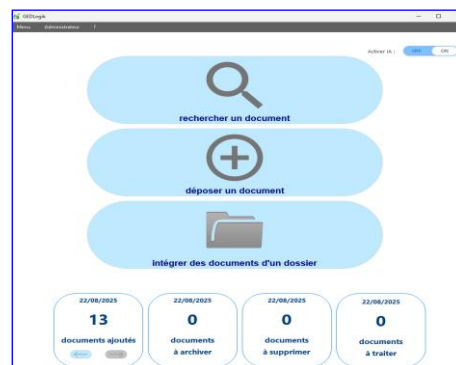 GEDLogik
Menu Administrateur ?
Activer IA : OFF ON
rechercher un document
déposer un document
intégrer des documents d'un dossier
22/08/2025 22/08/2025 22/08/2025 22/08/2025
13 0 0 0
documents ajoutés documents documents documents
à archiver à supprimer à traiter